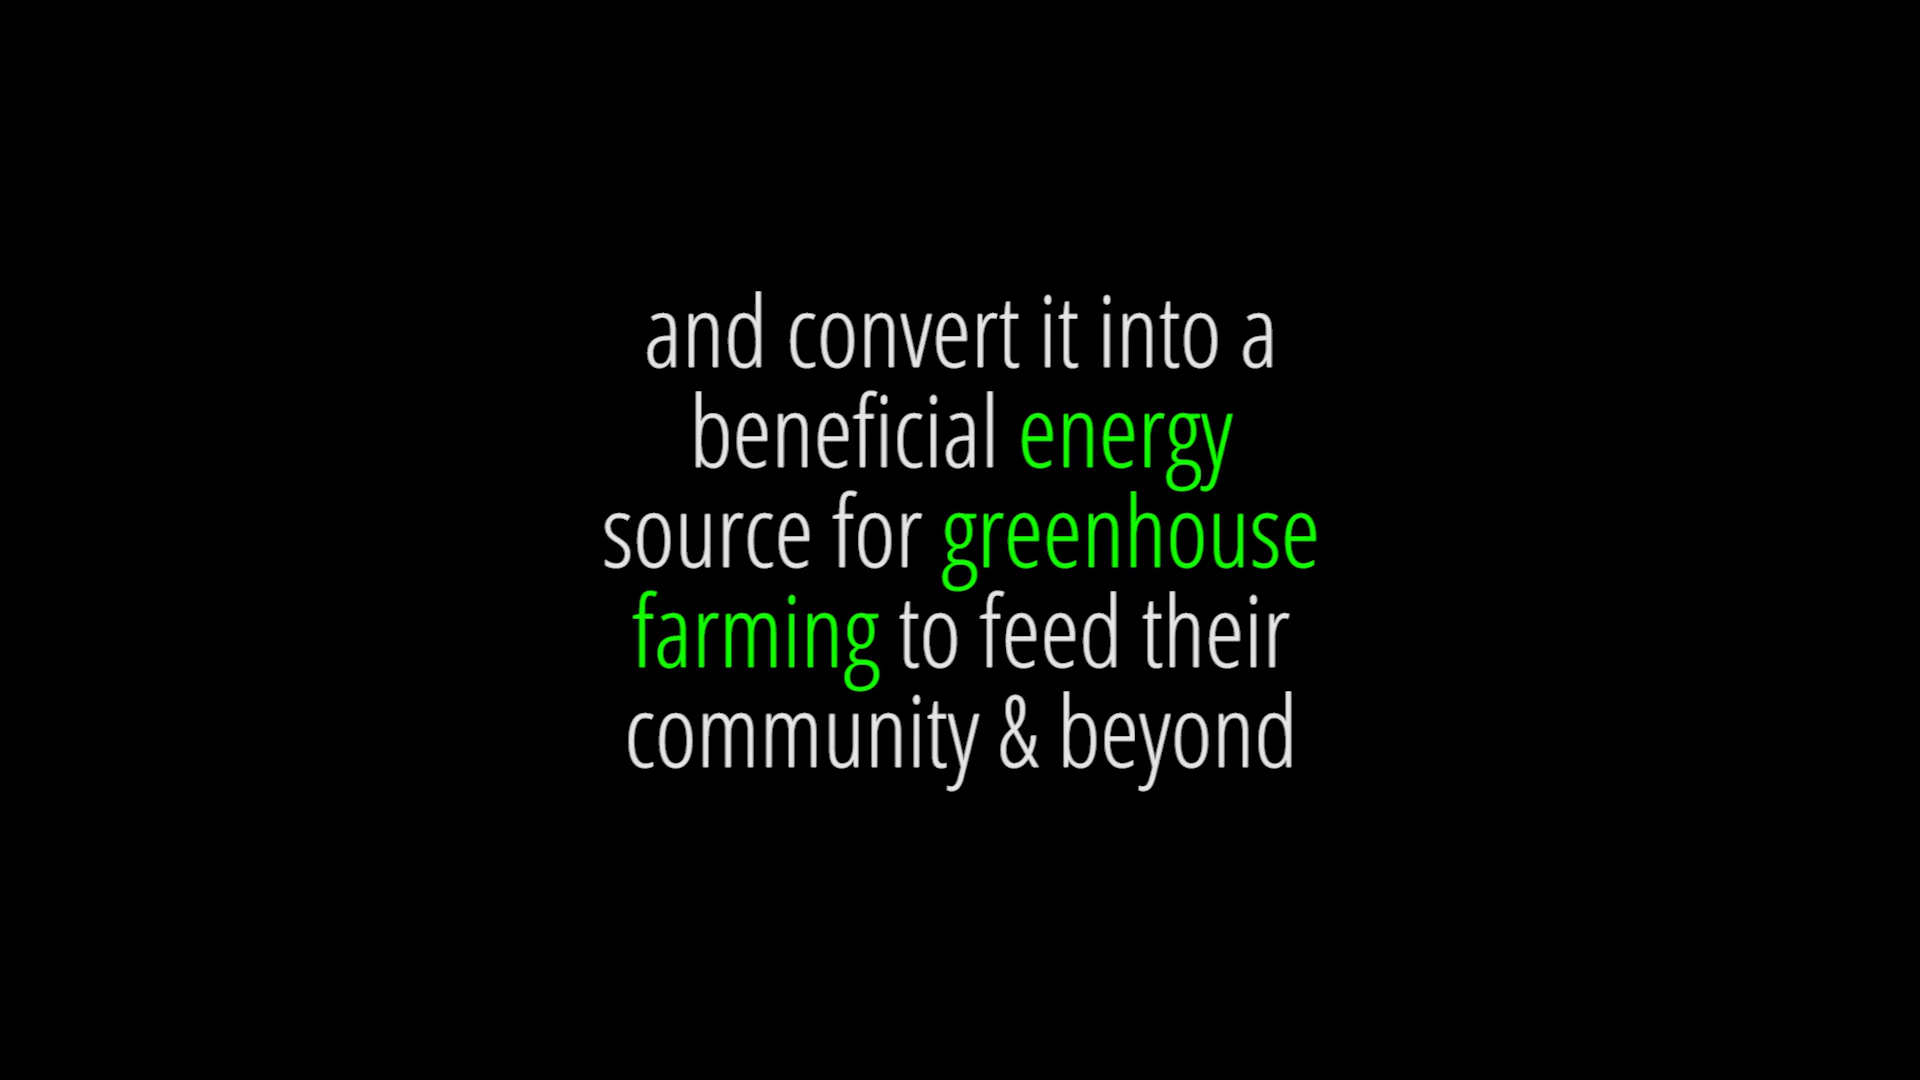 and convert it into a
beneficial energy
source for greenhouse
farming to feed their
community & beyond